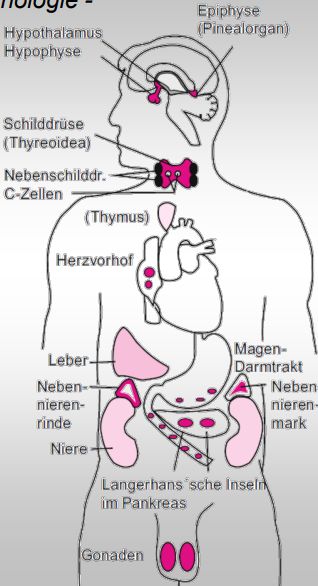 nologie -
Epiphyse
(Pinealorgan)
Hypothalamus
Hypophyse
Schilddrüse
(Thyreoidea)
Nebenschilddr.
C-Zellen
(Thymus)
Herzvorhof
Leber
Magen-
Darmtrakt
Neben-
nieren-
rinde
Neben-
nieren-
mark
Niere
Langerhans´sche Inseln
im Pankreas
Gonaden